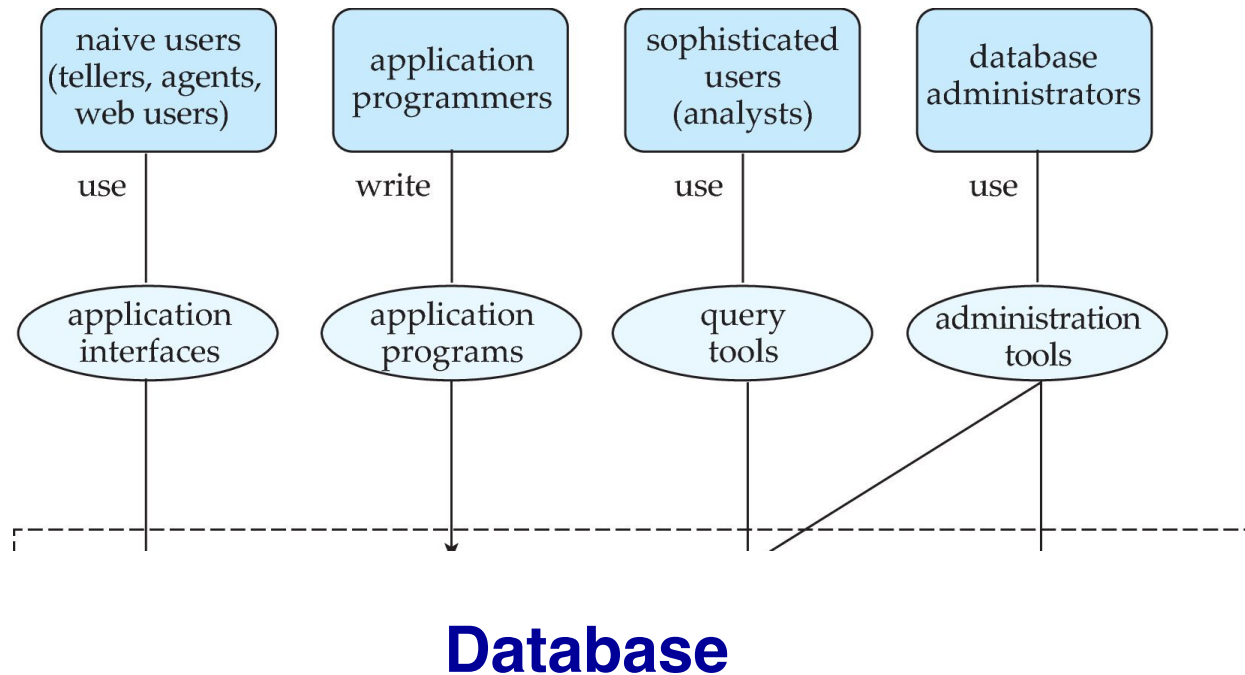 naive users
(tellers, agents,
web users)
application
programmers
sophisticated
users
(analysts)
database
administrators
use
write
use
use
application
interfaces
application
programs
query
tools
administration
tools
Database